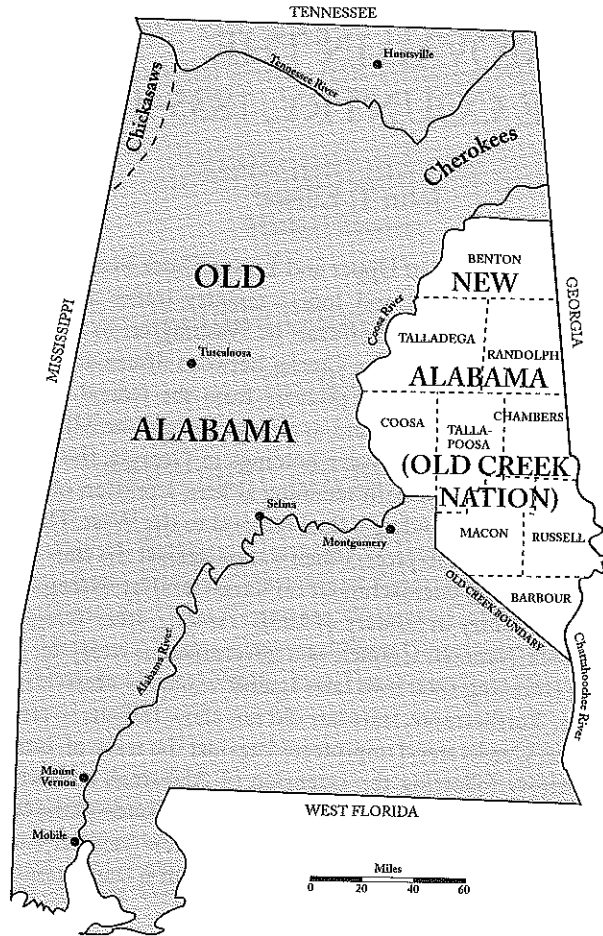 TENNESSEE
Huntsville
Tennessee River
Chickasaws
Cherokees
BENTON
OLD
NEW
GEORGIA
Coosa River
MISSISSIPPI
TALLADEGA
RANDOLPH
Tuscaloosa
ALABAMA
COOSA
CHAMBERS
TALLA-
POOSA
ALABAMA
(OLD CREEK
NATION)
Selma
Montgomery
MACON
RUSSELL
OLD CREEK BOUNDARY
BARBOUR
Alabama River
Chattahoochee River
Mount
Vernon
WEST FLORIDA
Mobile
Miles
0 20 40 60